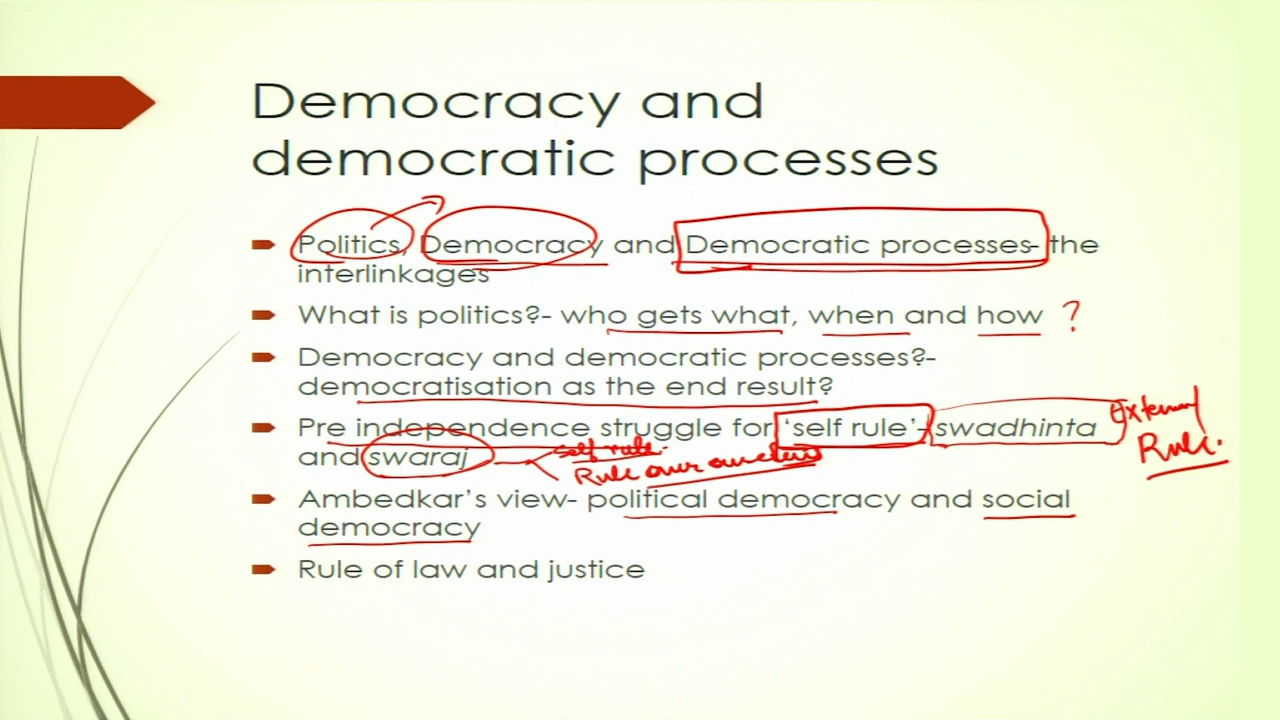 Democracy and
democratic processes
Politics, Democracy and Democratic processes- the
interlinkages
What is politics?- who gets what, when and how ?
Democracy and democratic processes?-
democratisation as the end result?
Pre independence struggle for 'self rule'- swadhinta
and swaraj
External
Rule.
self rule.
Rule over ourselves
Ambedkar's view- political democracy and social
democracy
Rule of law and justice